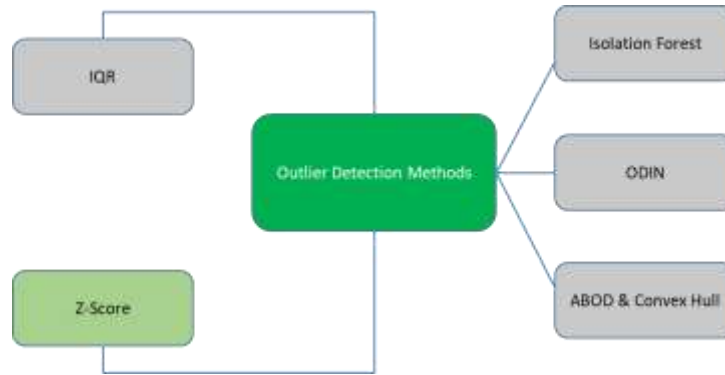 IQR
Isolation Forest
Outlier Detection Methods
ODIN
Z-Score
ABOD & Convex Hull